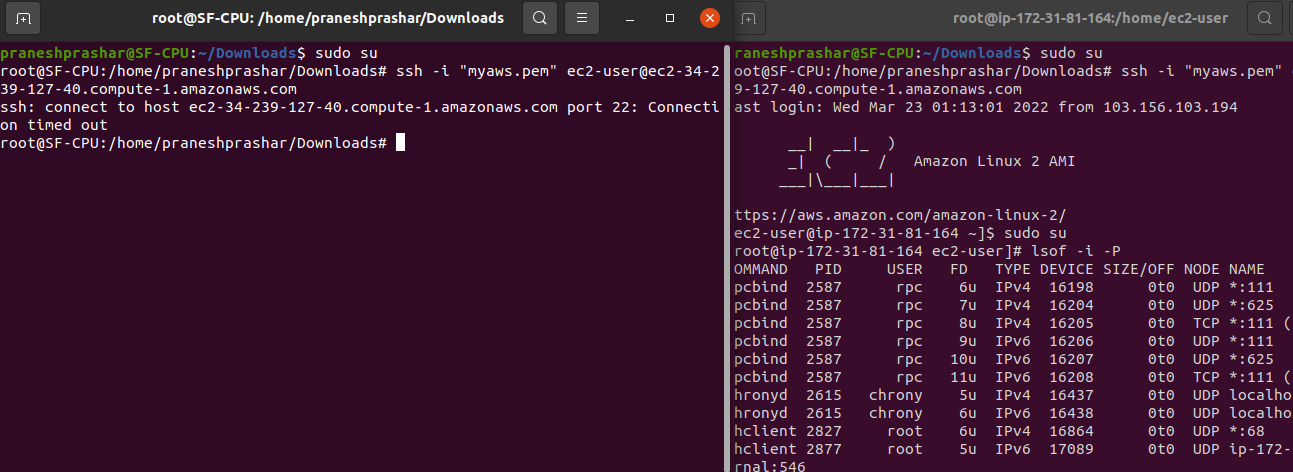 root@SF-CPU: /home/praneshprashar/Downloads
praneshprashar@SF-CPU:~/Downloads$ sudo su
root@SF-CPU:/home/praneshprashar/Downloads# ssh -i "myaws.pem" ec2-user@ec2-34-2
39-127-40.compute-1.amazonaws.com
ssh: connect to host ec2-34-239-127-40.compute-1.amazonaws.com port 22: Connecti
on timed out
root@SF-CPU:/home/praneshprashar/Downloads#
root@ip-172-31-81-164:/home/ec2-user
praneshprashar@SF-CPU:~/Downloads$ sudo su
oot@SF-CPU:/home/praneshprashar/Downloads# ssh -i "myaws.pem"
39-127-40.compute-1.amazonaws.com
ast login: Wed Mar 23 01:13:01 2022 from 103.156.103.194
__|  __|_  )
_|  (     /   Amazon Linux 2 AMI
___|\___|___|
ttps://aws.amazon.com/amazon-linux-2/
ec2-user@ip-172-31-81-164 ~]$ sudo su
root@ip-172-31-81-164 ec2-user]# lsof -i -P
OMMAND   PID     USER   FD   TYPE DEVICE SIZE/OFF NODE NAME
pcbind  2587      rpc    6u  IPv4  16198      0t0  UDP *:111
pcbind  2587      rpc    7u  IPv4  16204      0t0  UDP *:625
pcbind  2587      rpc    8u  IPv4  16205      0t0  TCP *:111 (
pcbind  2587      rpc    9u  IPv6  16206      0t0  UDP *:111
pcbind  2587      rpc   10u  IPv6  16207      0t0  UDP *:625
pcbind  2587      rpc   11u  IPv6  16208      0t0  TCP *:111 (
hronyd  2615   chrony    5u  IPv4  16437      0t0  UDP localho
hronyd  2615   chrony    6u  IPv6  16438      0t0  UDP localho
hclient 2827     root    6u  IPv4  16864      0t0  UDP *:68
hclient 2877     root    5u  IPv6  17089      0t0  UDP ip-172-
rnal:546